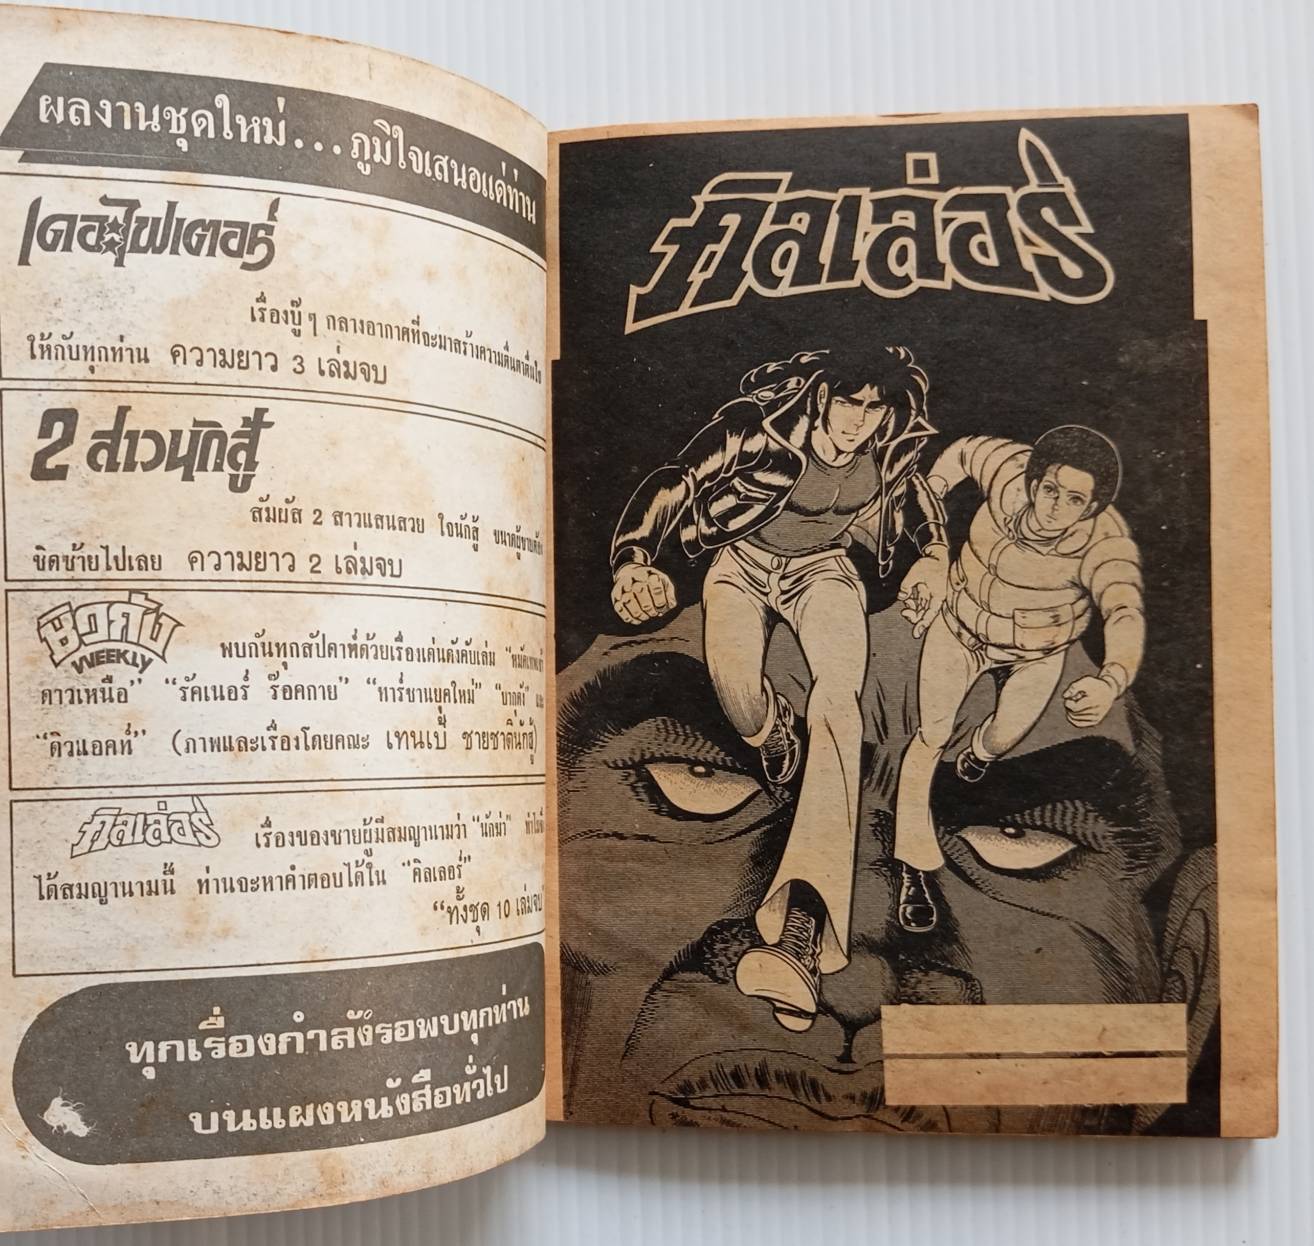 ผลงานชุดใหม่...ภูมิใจเสนอแด่ท่าน
เดอะไฟเตอร์
เรื่องบู๊ ๆ กลางอากาศที่จะมาสร้างความตื่นตาตื่นใจ
ให้กับทุกท่าน ความยาว 3 เล่มจบ
2 สาวนักสู้
สัมผัส 2 สาวแสนสวย ใจนักสู้
ชิดซ้ายไปเลย ความยาว 2 เล่มจบ
WEEKLY
พบกันทุกสัปดาห์ด้วยเรื่องเด่นดังคับเล่ม
ดาวเหนือ" "รัคเนอร์ ร๊อคกาย" "ทาร์ซานยุคใหม่"
"ดิวแอคท์" (ภาพและเรื่องโดยคณะ เทนเบ้ ชายชาตินักสู้)
คิลเล่อร์
เรื่องของชายผู้มีสมญานามว่า "นักฆ่า"
ได้สมญานามนี้ ท่านจะหาคำตอบได้ใน "คิลเลอร์"
"ทั้งชุด 10 เล่มจบ"
ทุกเรื่องกำลังรอพบทุกท่าน
บนแผงหนังสือทั่วไป
คิลเล่อร์